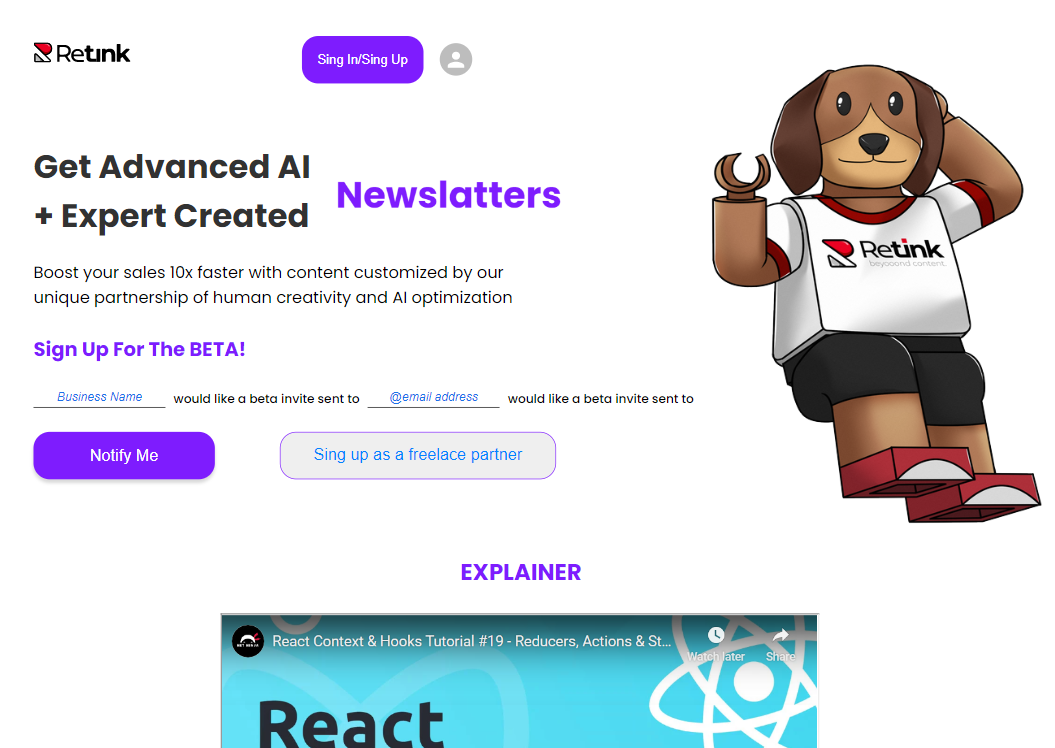 Retink
Sing In/Sing Up
Get Advanced AI
+ Expert Created
Newslatters
Boost your sales 10x faster with content customized by our
unique partnership of human creativity and AI optimization
Sign Up For The BETA!
Business Name would like a beta invite sent to @email address would like a beta invite sent to
Notify Me
Sing up as a freelace partner
Retink
beyoond content.
EXPLAINER
React Context & Hooks Tutorial #19 - Reducers, Actions & St...
Watch later
Share
React